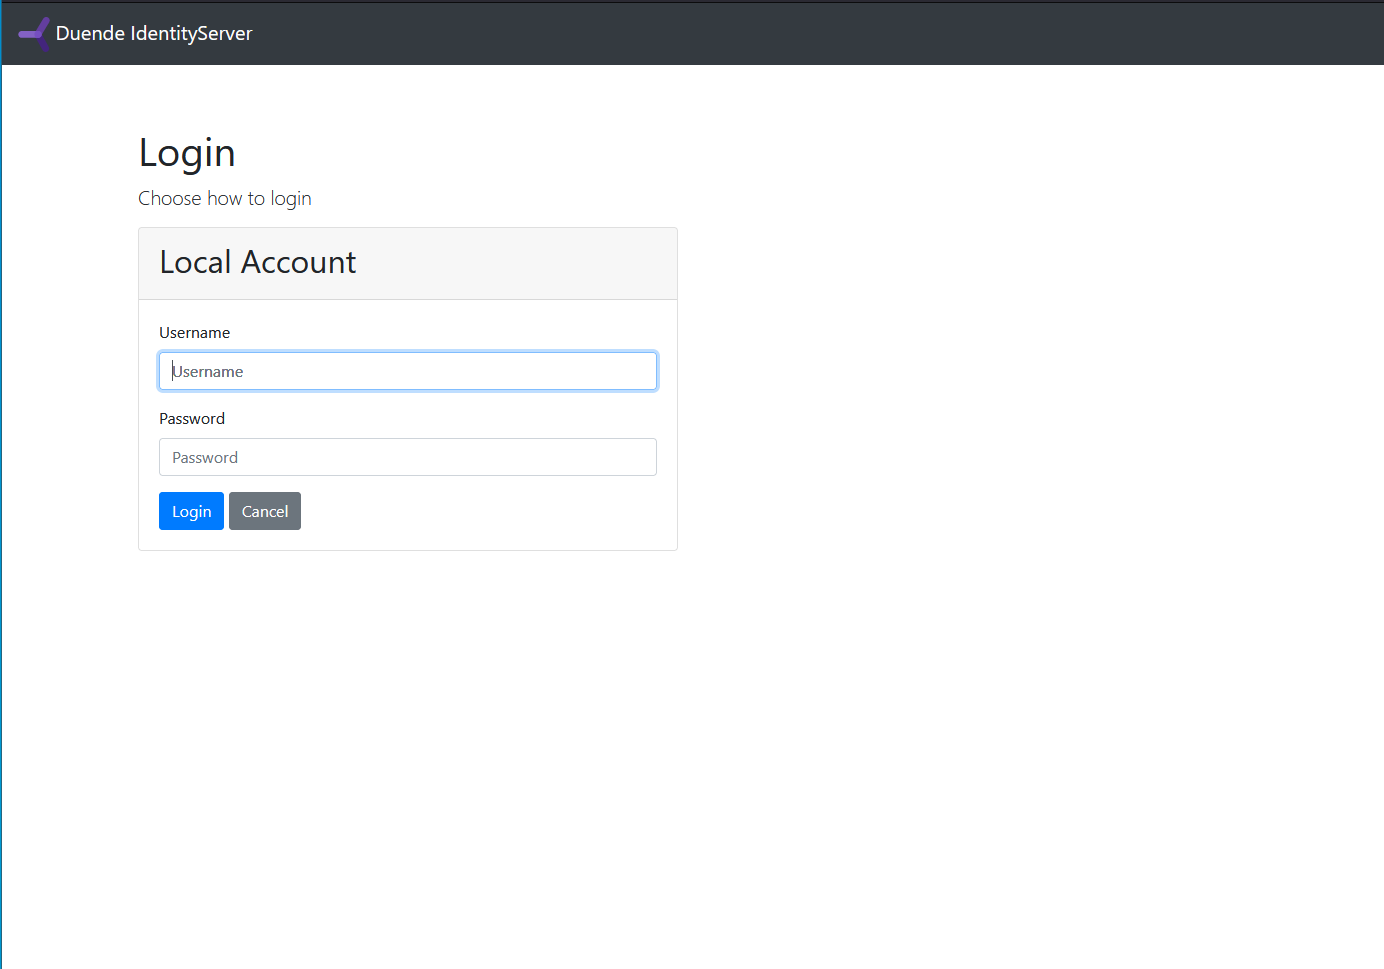 Duende IdentityServer
Login
Choose how to login
Local Account
Username
Username
Password
Password
Login Cancel